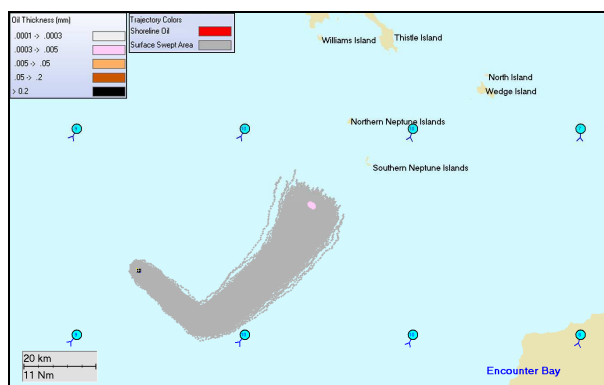 Oil Thickness (mm)
.0001 -> .0003
.0003 -> .005
.005 -> .05
.05 -> .2
> 0.2
Trajectory Colors
Shoreline Oil
Surface Swept Area
Williams Island
Thistle Island
North Island
Wedge Island
Northern Neptune Islands
Southern Neptune Islands
20 km
11 Nm
Encounter Bay